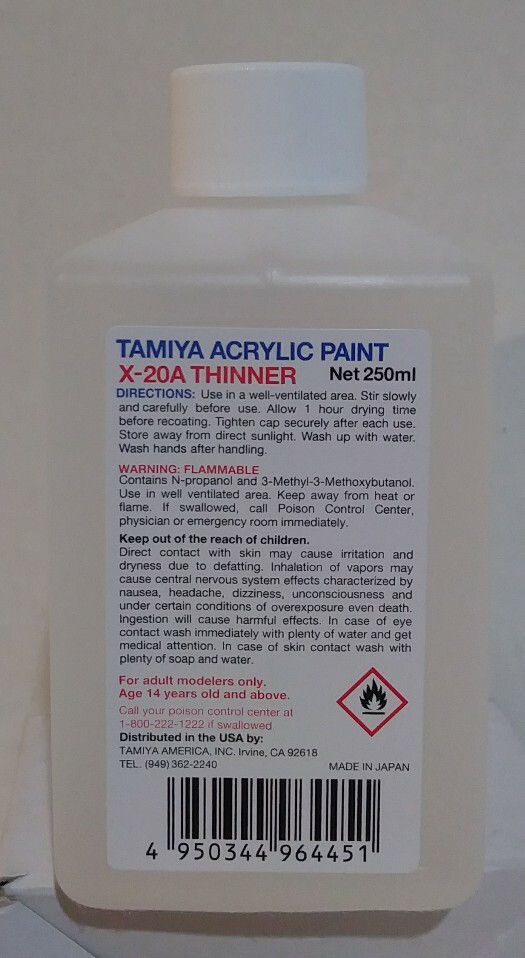 TAMIYA ACRYLIC PAINT
X-20A THINNER Net 250ml
DIRECTIONS: Use in a well-ventilated area. Stir slowly
and carefully before use. Allow 1 hour drying time
before recoating. Tighten cap securely after each use.
Store away from direct sunlight. Wash up with water.
Wash hands after handling.
WARNING: FLAMMABLE
Contains N-propanol and 3-Methyl-3-Methoxybutanol.
Use in well ventilated area. Keep away from heat or
flame. If swallowed, call Poison Control Center,
physician or emergency room immediately.
Keep out of the reach of children.
Direct contact with skin may cause irritation and
dryness due to defatting. Inhalation of vapors may
cause central nervous system effects characterized by
nausea, headache, dizziness, unconsciousness and
under certain conditions of overexposure even death.
Ingestion will cause harmful effects. In case of eye
contact wash immediately with plenty of water and get
medical attention. In case of skin contact wash with
plenty of soap and water.
For adult modelers only.
Age 14 years old and above.
Call your poison control center at
1-800-222-1222 if swallowed
Distributed in the USA by:
TAMIYA AMERICA, INC. Irvine, CA 92618
TEL. (949) 362-2240 MADE IN JAPAN
4 950344 964451